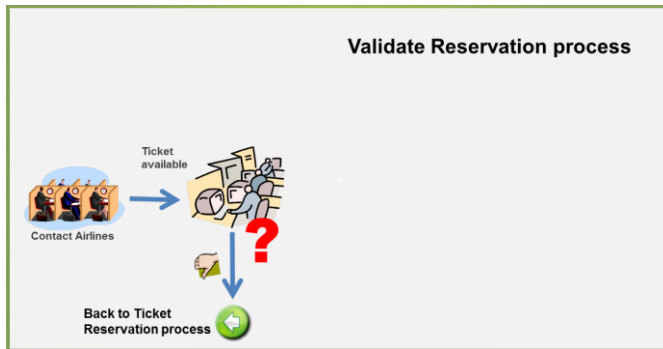 Validate Reservation process
Ticket
available
?
Contact Airlines
Back to Ticket
Reservation process